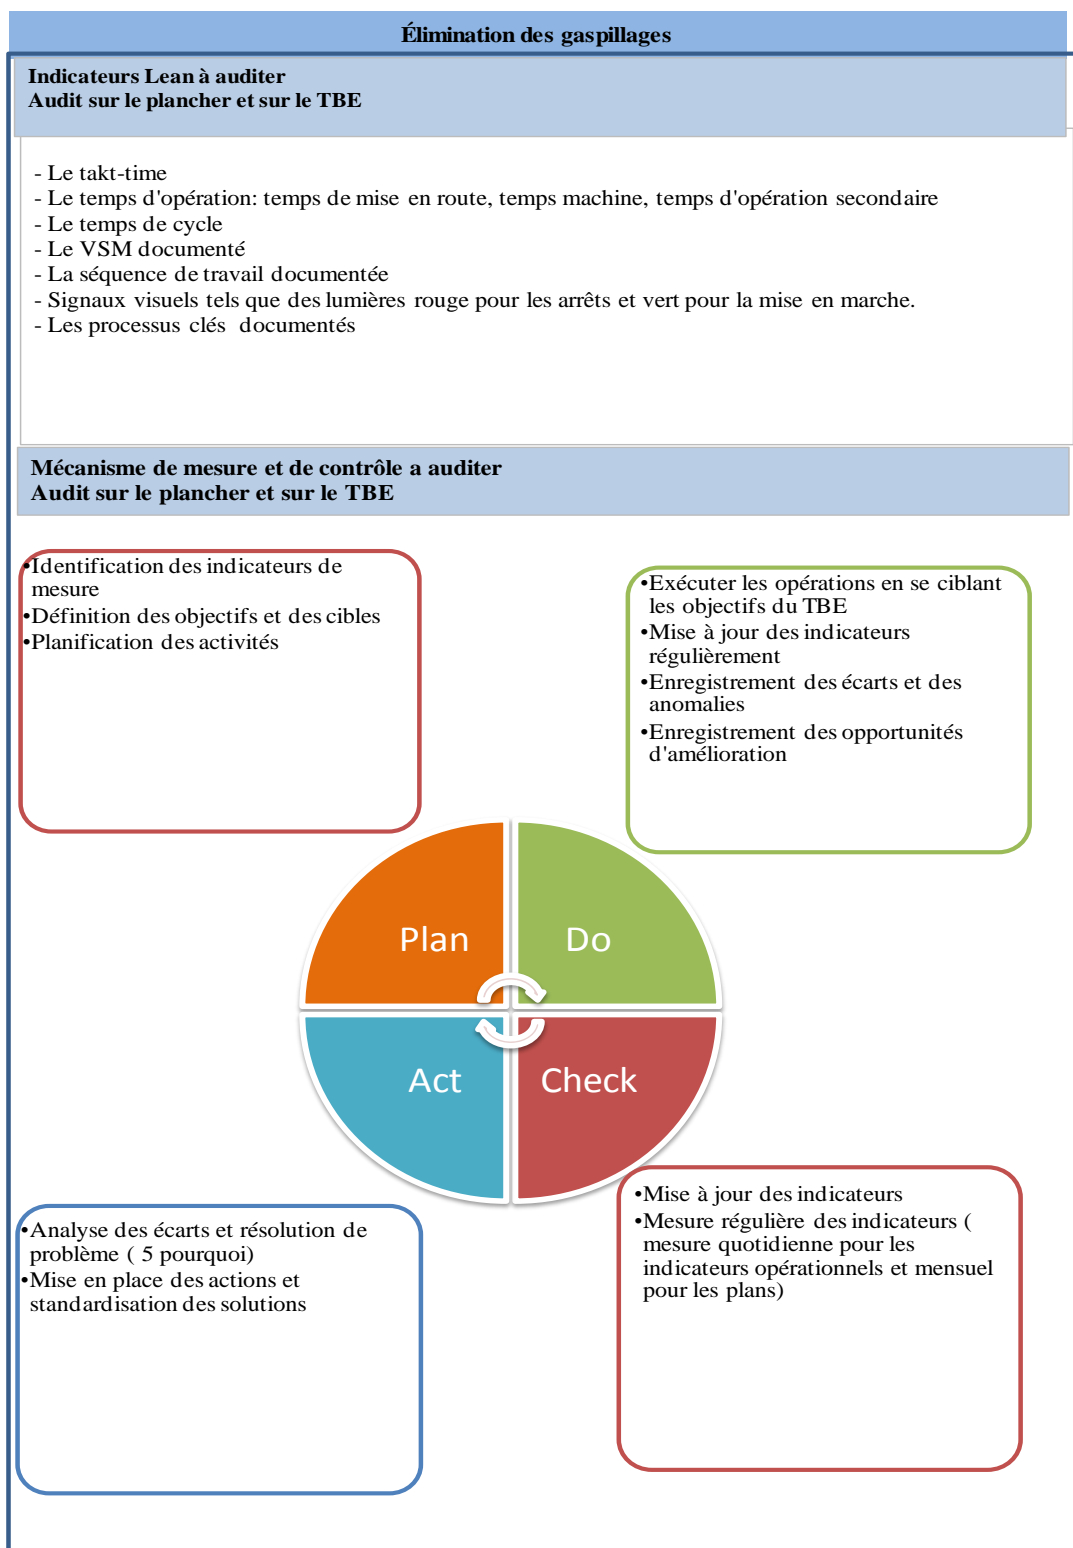 Élimination des gaspillages
Indicateurs Lean à auditer
Audit sur le plancher et sur le TBE
- Le takt-time
- Le temps d'opération: temps de mise en route, temps machine, temps d'opération secondaire
- Le temps de cycle
- Le VSM documenté
- La séquence de travail documentée
- Signaux visuels tels que des lumières rouge pour les arrêts et vert pour la mise en marche.
- Les processus clés documentés
Mécanisme de mesure et de contrôle a auditer
Audit sur le plancher et sur le TBE
•Identification des indicateurs de
mesure
•Définition des objectifs et des cibles
•Planification des activités
•Exécuter les opérations en se ciblant
les objectifs du TBE
•Mise à jour des indicateurs
régulièrement
•Enregistrement des écarts et des
anomalies
•Enregistrement des opportunités
d'amélioration
Plan
Do
Act
Check
•Analyse des écarts et résolution de
problème ( 5 pourquoi)
•Mise en place des actions et
standardisation des solutions
•Mise à jour des indicateurs
•Mesure régulière des indicateurs (
mesure quotidienne pour les
indicateurs opérationnels et mensuel
pour les plans)